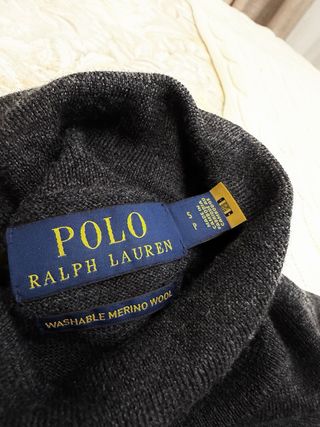 POLO
RALPH LAUREN
WASHABLE MERINO WOOL
S P